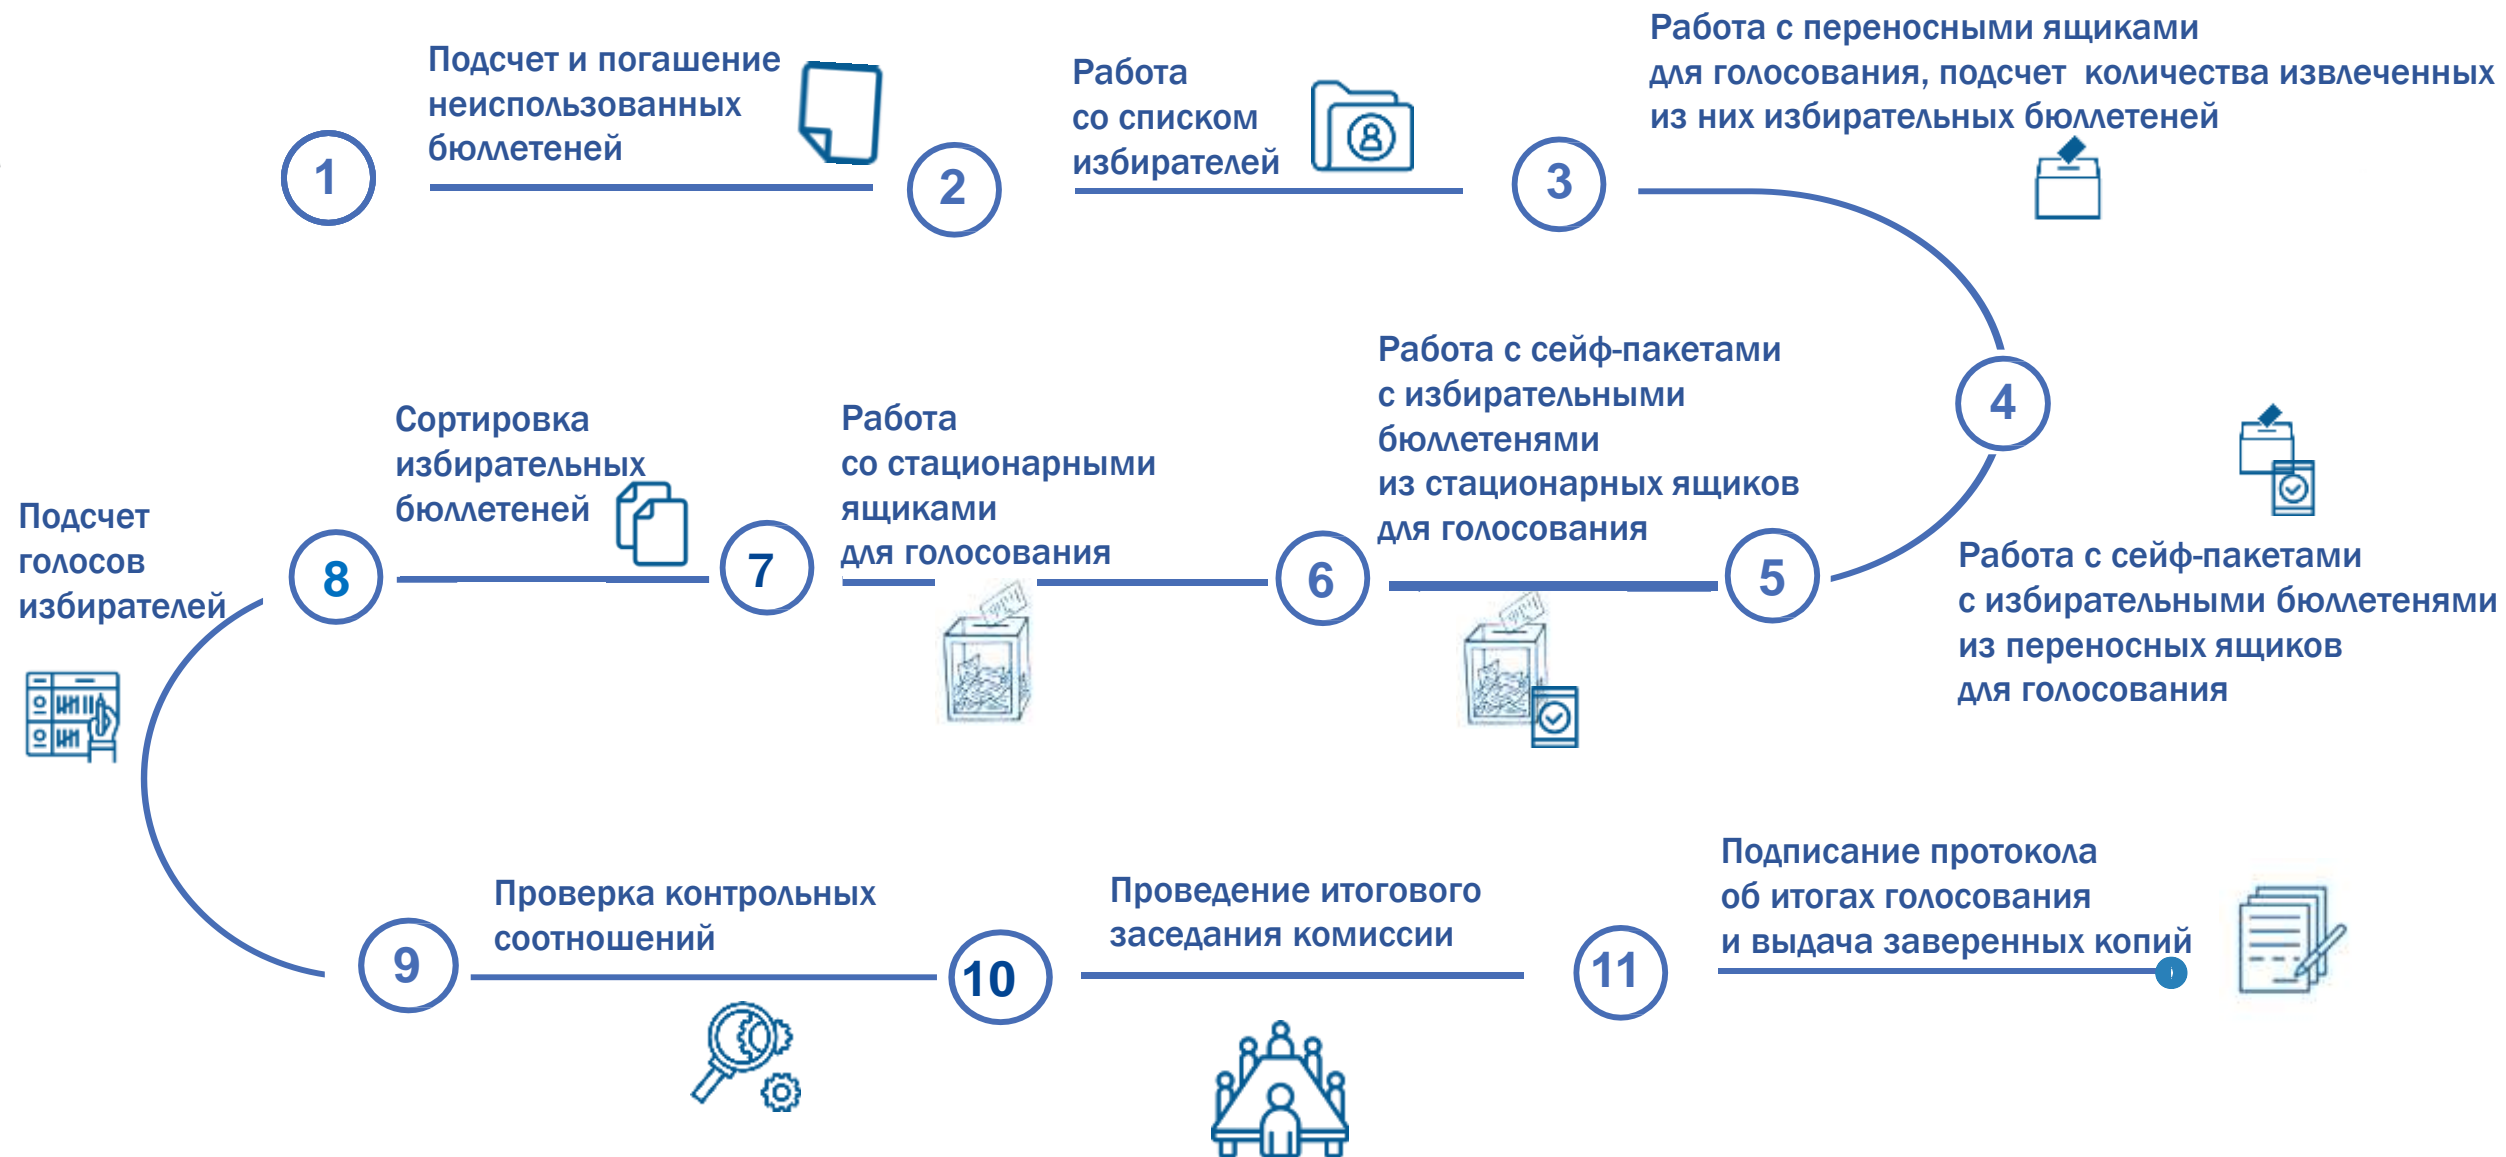 1
Подсчет и погашение
неиспользованных
бюллетеней
2
Работа
со списком
избирателей
3
Работа с переносными ящиками
для голосования, подсчет  количества извлеченных
из них избирательных бюллетеней
4
Работа с сейф-пакетами
с избирательными бюллетенями
из переносных ящиков
для голосования
5
Работа с сейф-пакетами
с избирательными
бюллетенями
из стационарных ящиков
для голосования
6
Работа
со стационарными
ящиками
для голосования
7
Сортировка
избирательных
бюллетеней
8
Подсчет
голосов
избирателей
9
Проверка контрольных
соотношений
10
Проведение итогового
заседания комиссии
11
Подписание протокола
об итогах голосования
и выдача заверенных копий